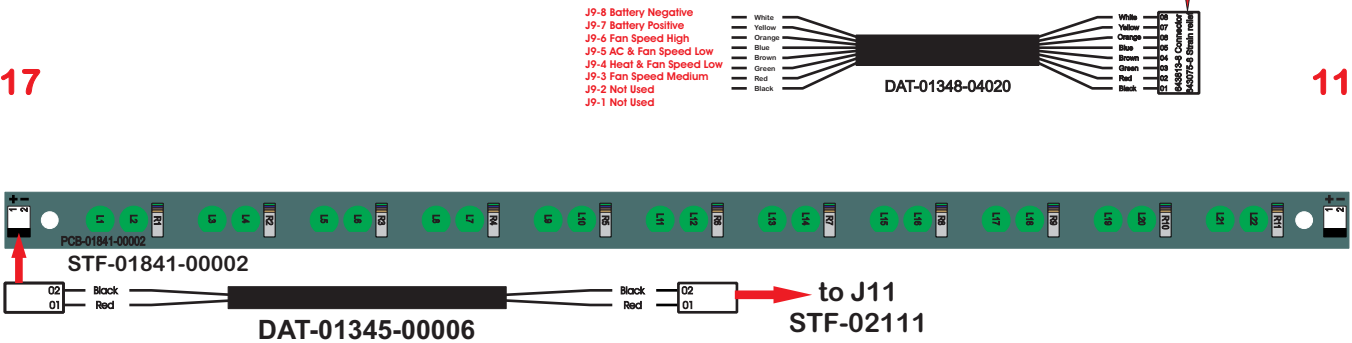 J9-8 Battery Negative
J9-7 Battery Positive
J9-6 Fan Speed High
J9-5 AC & Fan Speed Low
J9-4 Heat & Fan Speed Low
J9-3 Fan Speed Medium
J9-2 Not Used
J9-1 Not Used
White
Yellow
Orange
Blue
Brown
Green
Red
Black
DAT-01348-04020
White 08
Yellow 07
Orange 06
Blue 05
Brown 04
Green 03
Red 02
Black 01
643813-8 Connector
643075-8 Strain relief
17
11
+ −
1 2
L1 L2 R1 L3 L4 R2 L5 L6 R3 L6 L7 R4 L9 L10 R5 L11 L12 R6 L13 L14 R7 L15 L16 R8 L17 L18 R9 L19 L20 R10 L21 L22 R11
+ −
1 2
PCB-01841-00002
STF-01841-00002
02 Black
01 Red
DAT-01345-00006
Black 02
Red 01
to J11
STF-02111